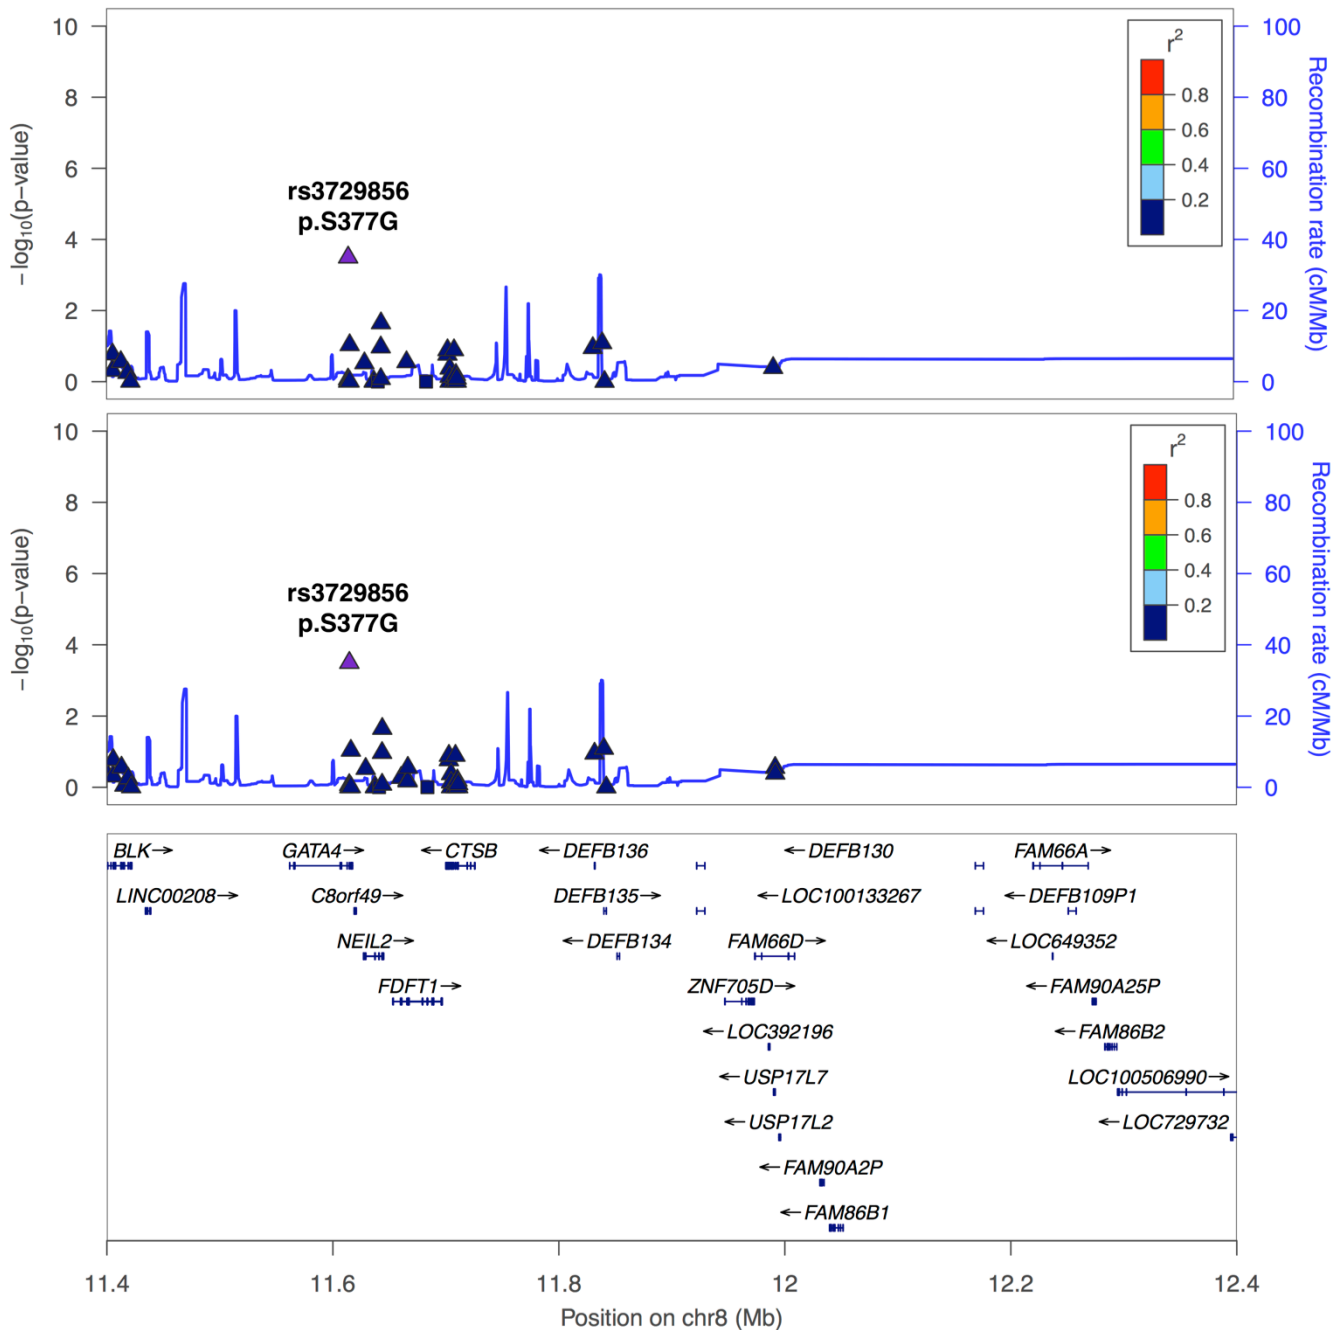 10
8
6
4
2
0
−log10(p−value)
rs3729856
p.S377G
r2
0.8
0.6
0.4
0.2
100
80
60
40
20
0
Recombination rate (cM/Mb)
10
8
6
4
2
0
−log10(p−value)
rs3729856
p.S377G
r2
0.8
0.6
0.4
0.2
100
80
60
40
20
0
Recombination rate (cM/Mb)
BLK→ GATA4→ ←CTSB ←DEFB136 ←DEFB130 FAM66A→
LINC00208→ C8orf49→ DEFB135→ ←LOC100133267 ←DEFB109P1
NEIL2→ ←DEFB134 FAM66D→ ←LOC649352
FDFT1→ ZNF705D→ ←FAM90A25P
←LOC392196 ←FAM86B2
←USP17L7 LOC100506990→
←USP17L2 ←LOC729732
←FAM90A2P
←FAM86B1
11.4 11.6 11.8 12 12.2 12.4
Position on chr8 (Mb)